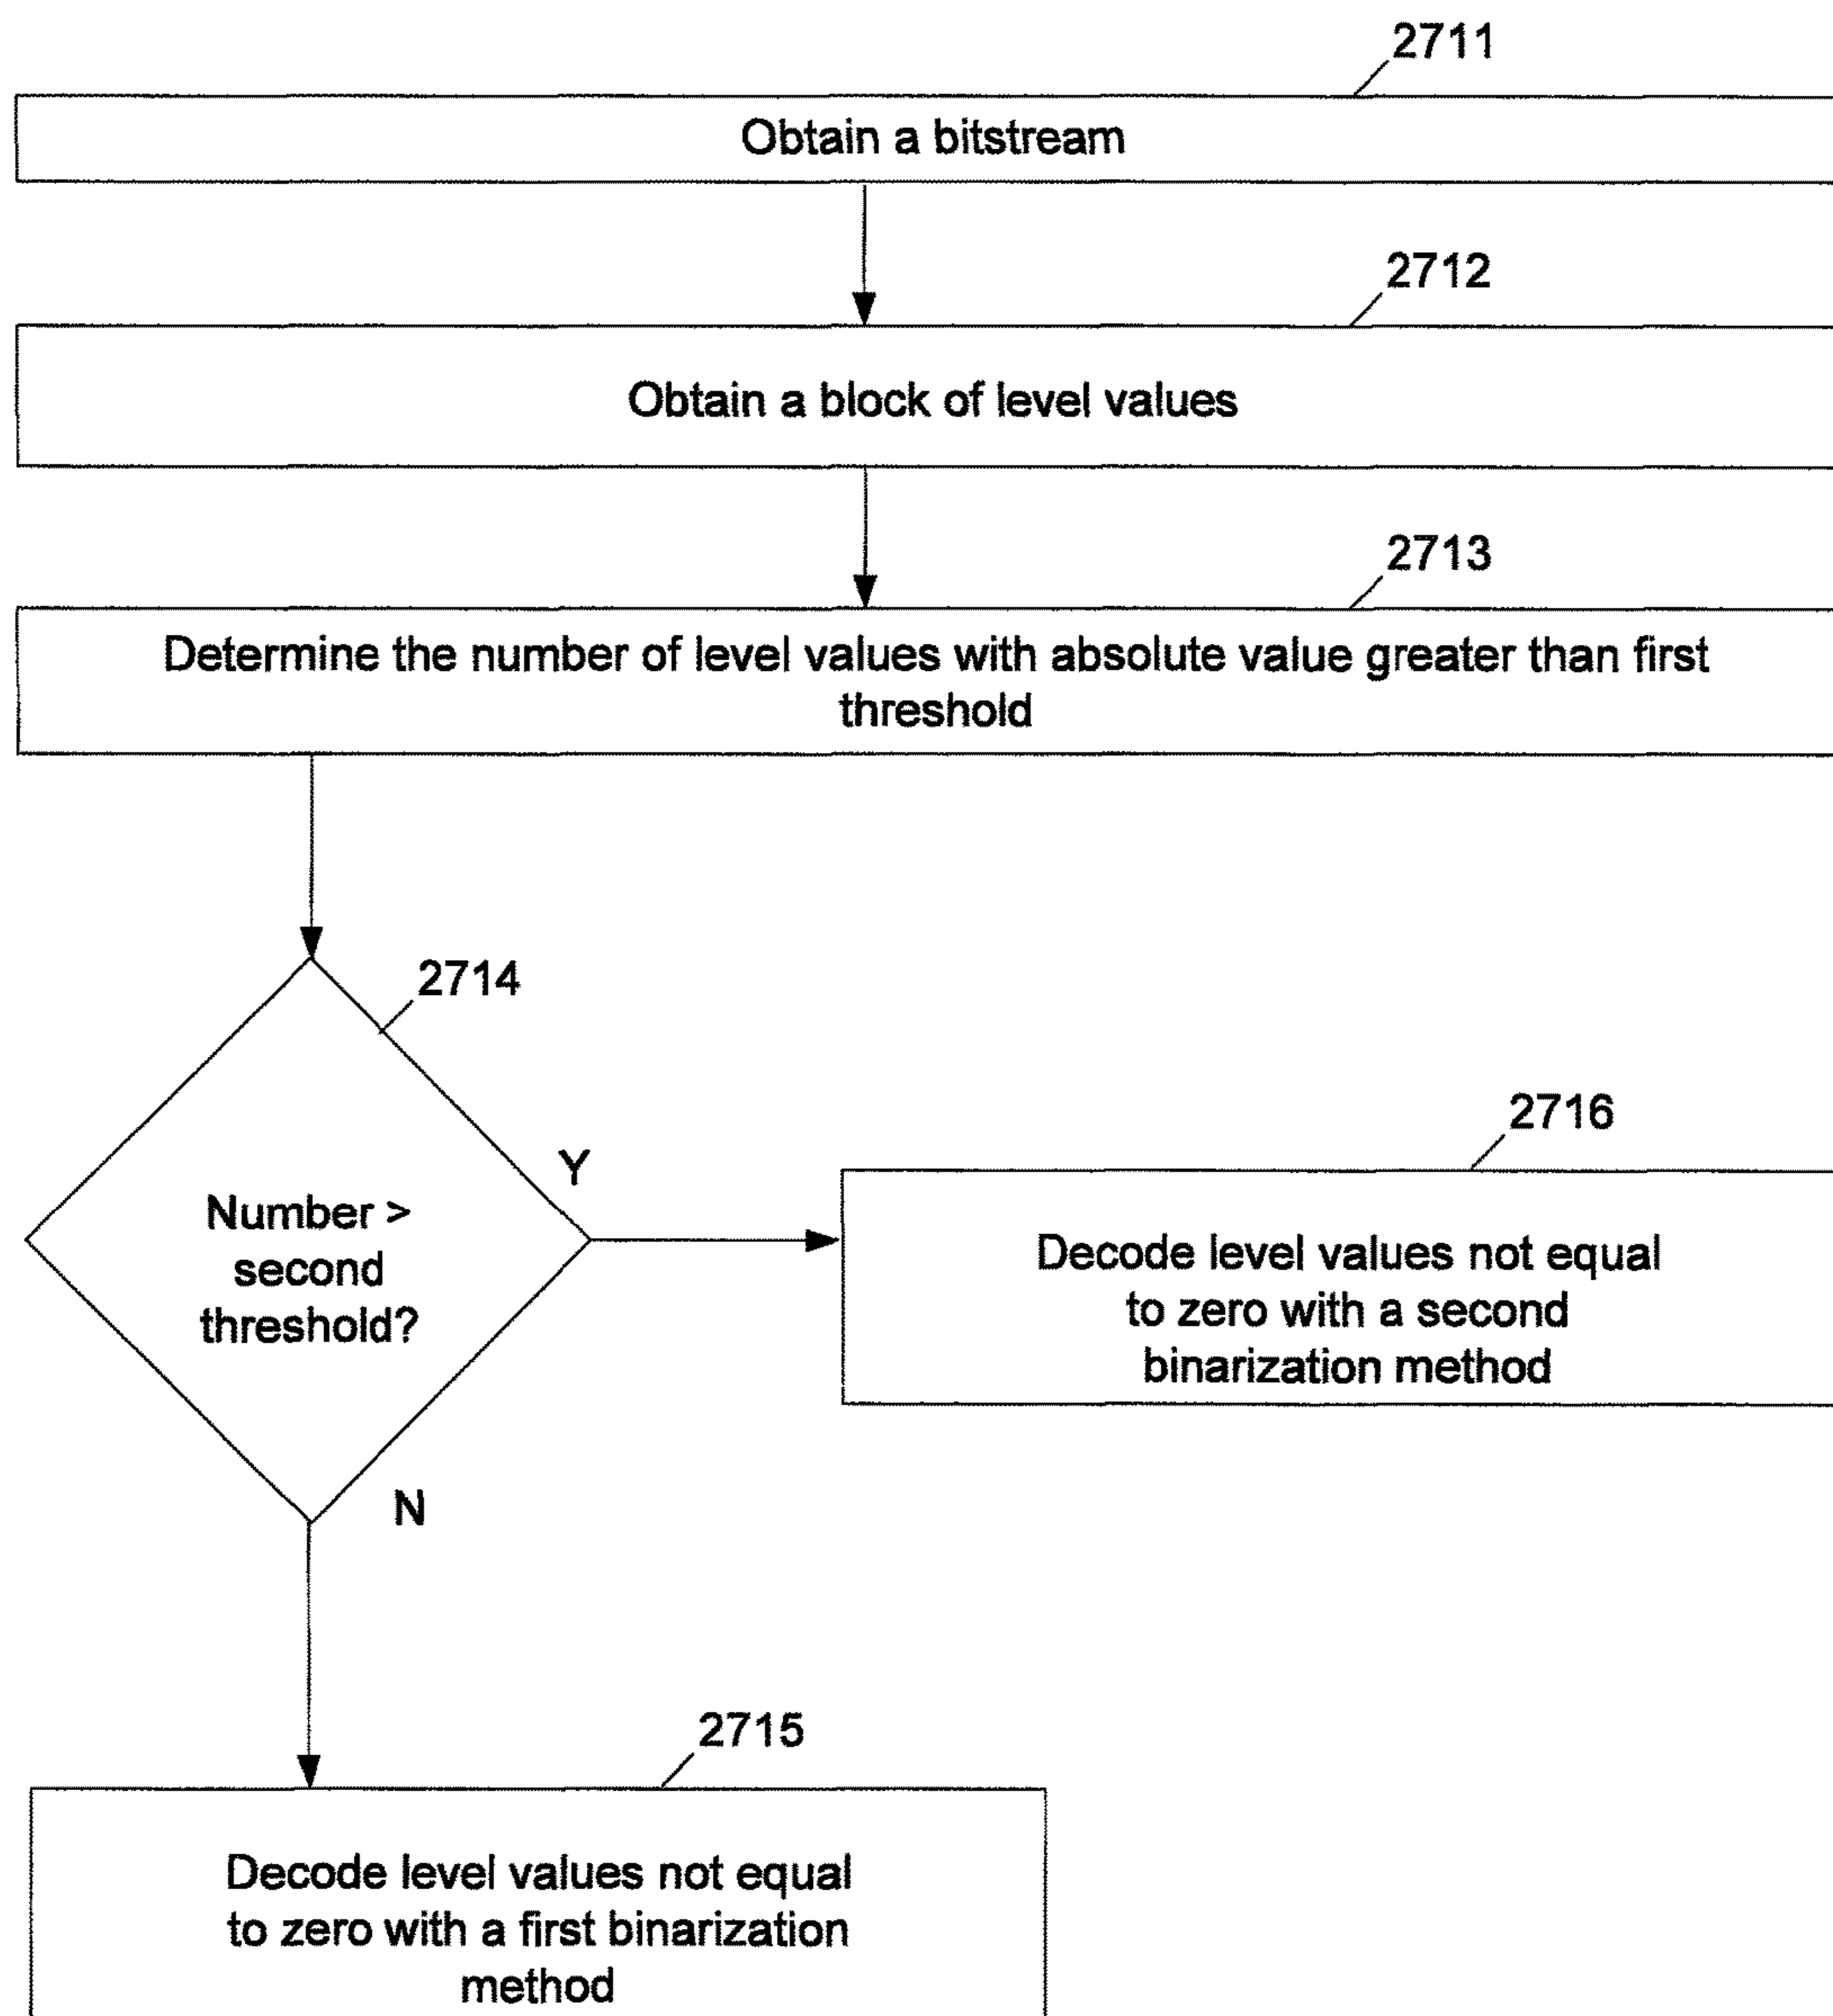 2711
Obtain a bitstream
2712
Obtain a block of level values
2713
Determine the number of level values with absolute value greater than first
threshold
2714
Number >
second
threshold?
Y
N
2716
Decode level values not equal
to zero with a second
binarization method
2715
Decode level values not equal
to zero with a first binarization
method